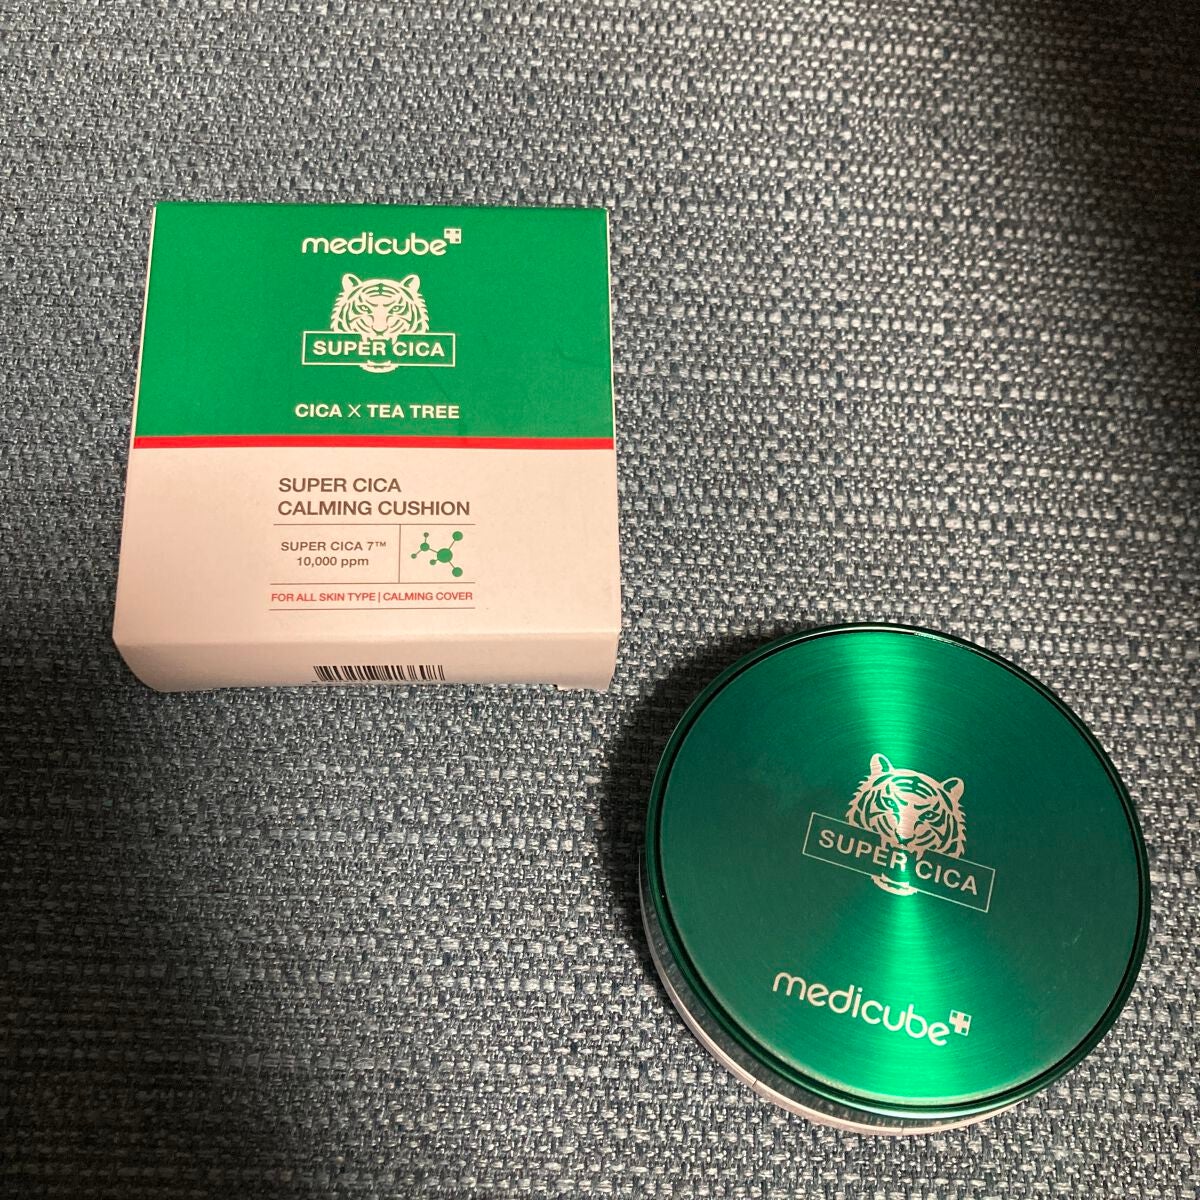 medicube
SUPER CICA
CICA X TEA TREE
SUPER CICA
CALMING CUSHION
SUPER CICA 7™
10,000 ppm
FOR ALL SKIN TYPE | CALMING COVER
SUPER CICA
medicube